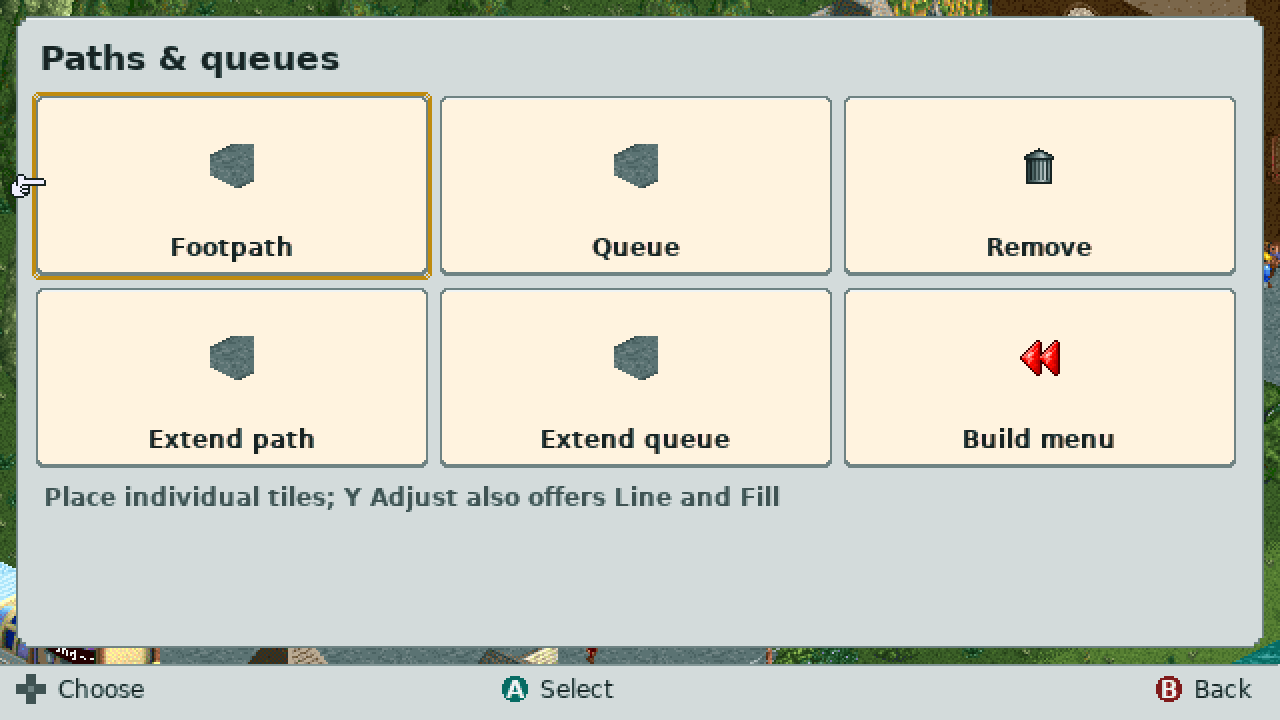 Paths & queues
Footpath
Queue
Remove
Extend path
Extend queue
Build menu
Place individual tiles; Y Adjust also offers Line and Fill
Choose
A Select
B Back